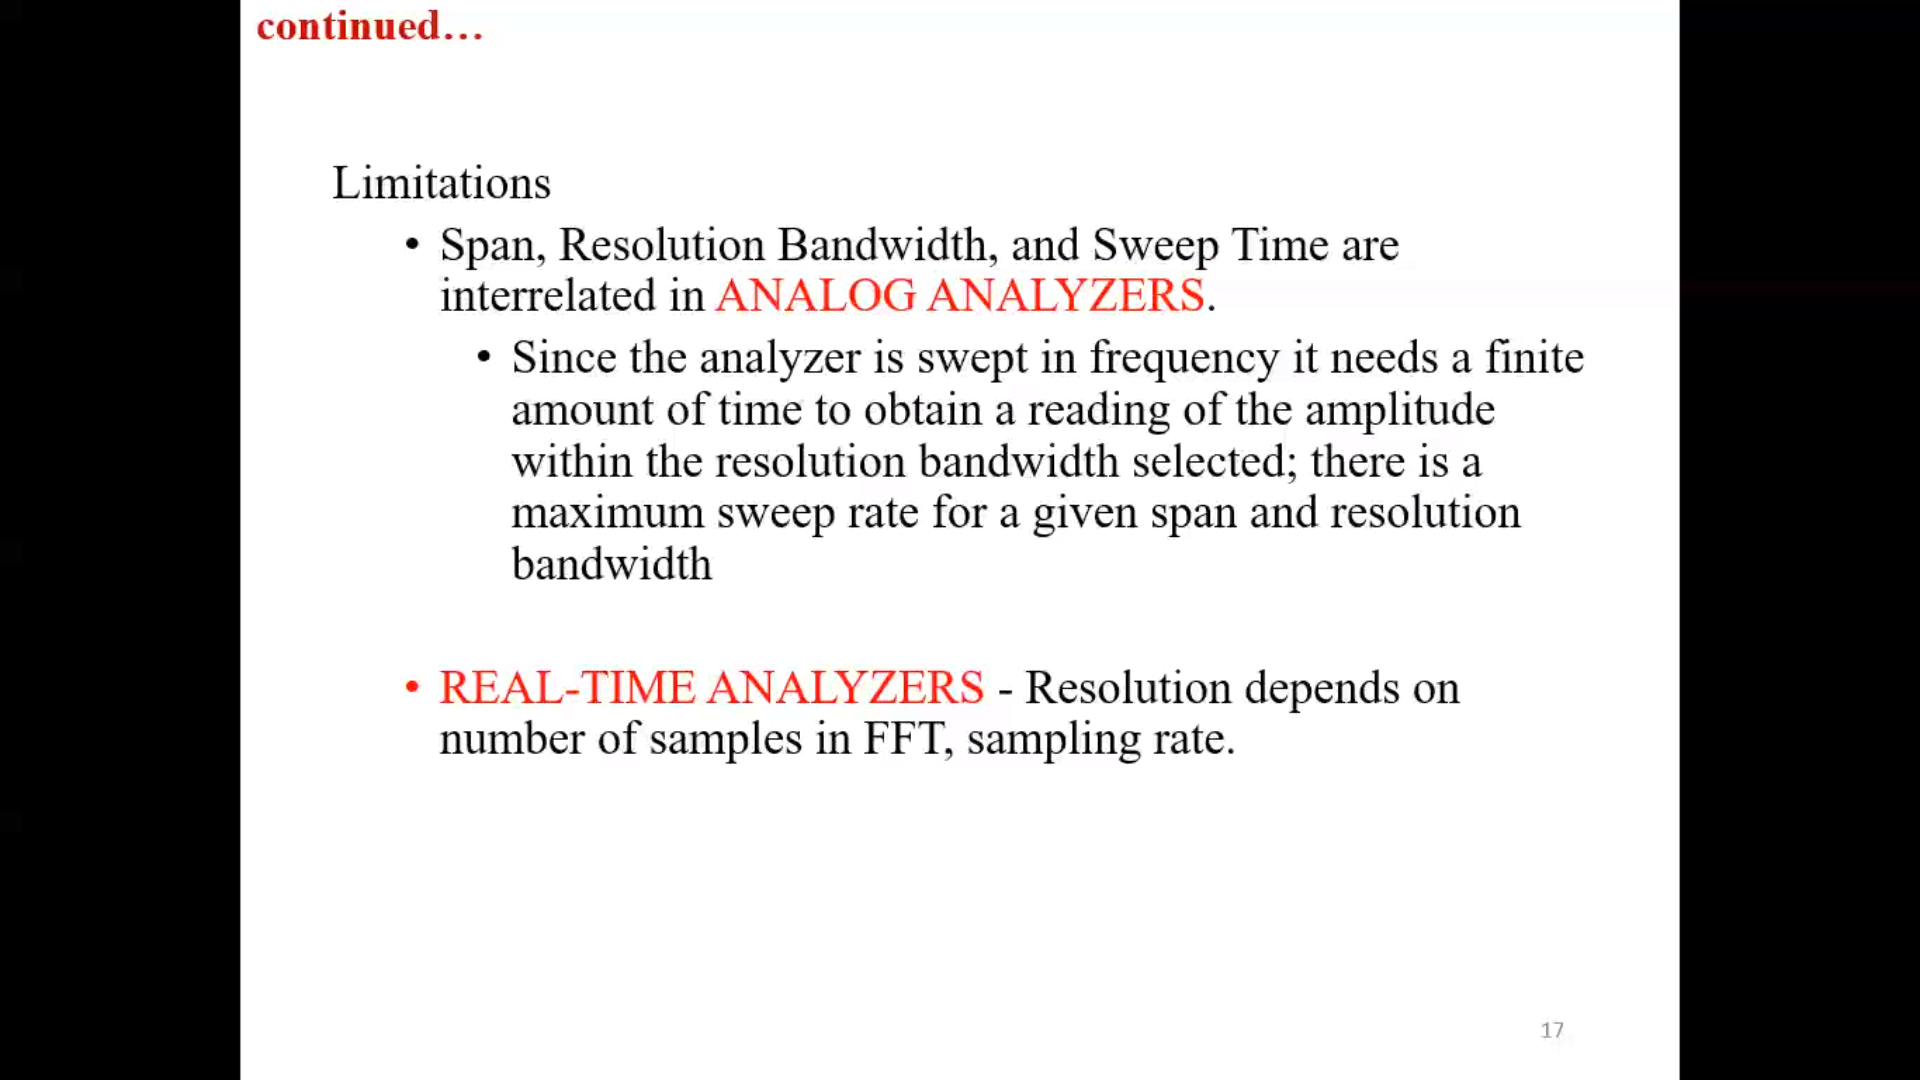 continued...
Limitations
• Span, Resolution Bandwidth, and Sweep Time are
interrelated in ANALOG ANALYZERS.
• Since the analyzer is swept in frequency it needs a finite
amount of time to obtain a reading of the amplitude
within the resolution bandwidth selected; there is a
maximum sweep rate for a given span and resolution
bandwidth
• REAL-TIME ANALYZERS - Resolution depends on
number of samples in FFT, sampling rate.
17